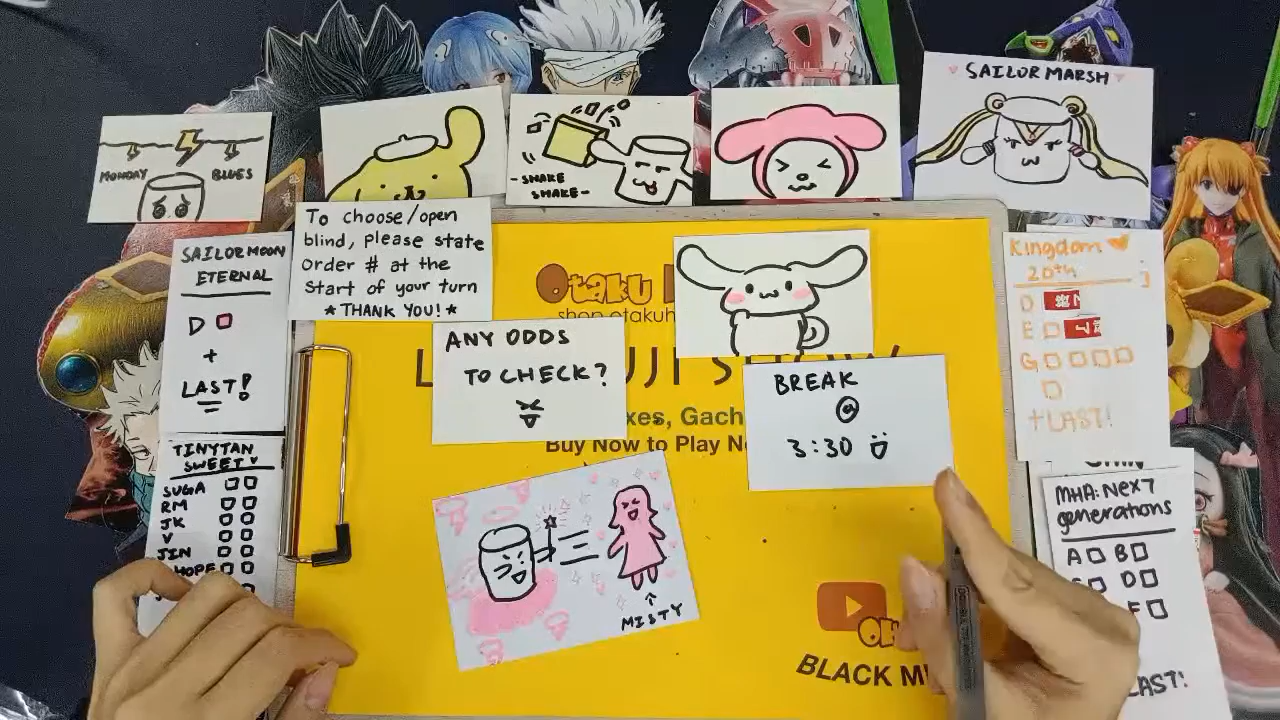 MONDAY BLUES
- SHAKE
SHAKE -
SAILOR MARSH
SAILORMOON
ETERNAL
D
+
LAST!
To choose/open
blind, please state
Order # at the
Start of your turn
★ THANK YOU! ★
Otaku
shop.otakuh
ANY ODDS
TO CHECK?
BREAK
@
3:30
Buy Now to Play
Kingdom
20th
D
E
G
+LAST!
TINYTAN
SWEET
SUGA
RM
JK
V
JIN
HOPE
MISTY
MHA: Next
generations
A B
D
F
LAST!
BLACK